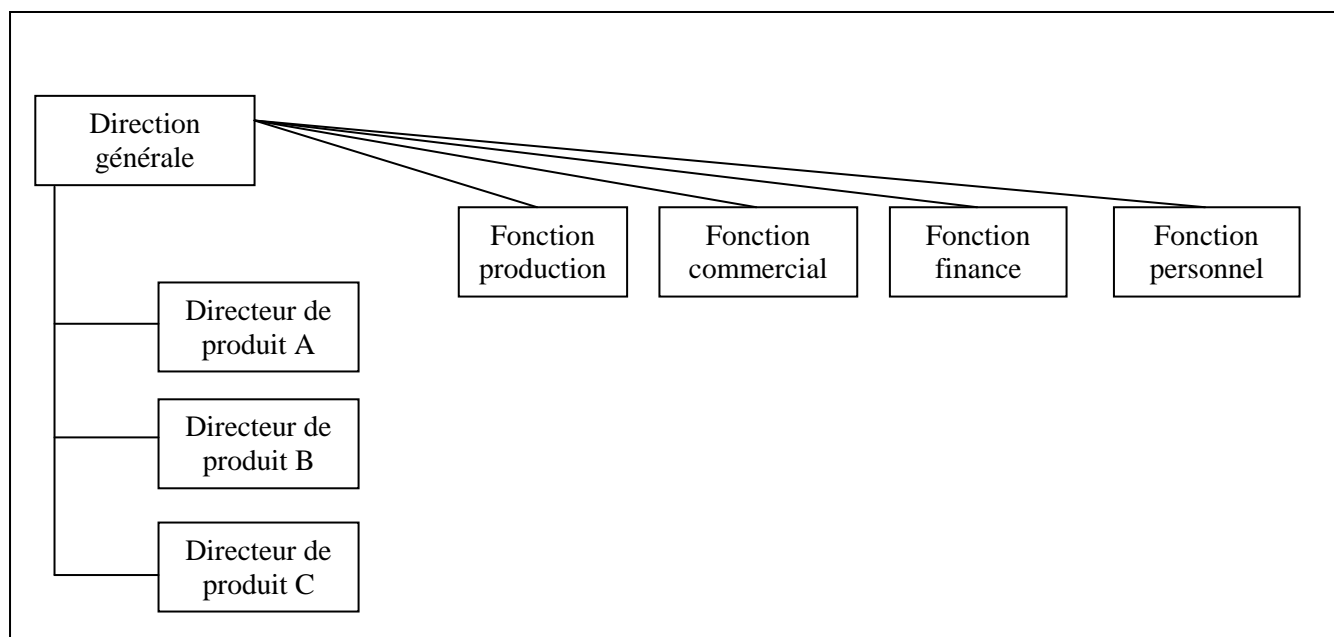 Direction
générale
Fonction
production
Fonction
commercial
Fonction
finance
Fonction
personnel
Directeur de
produit A
Directeur de
produit B
Directeur de
produit C